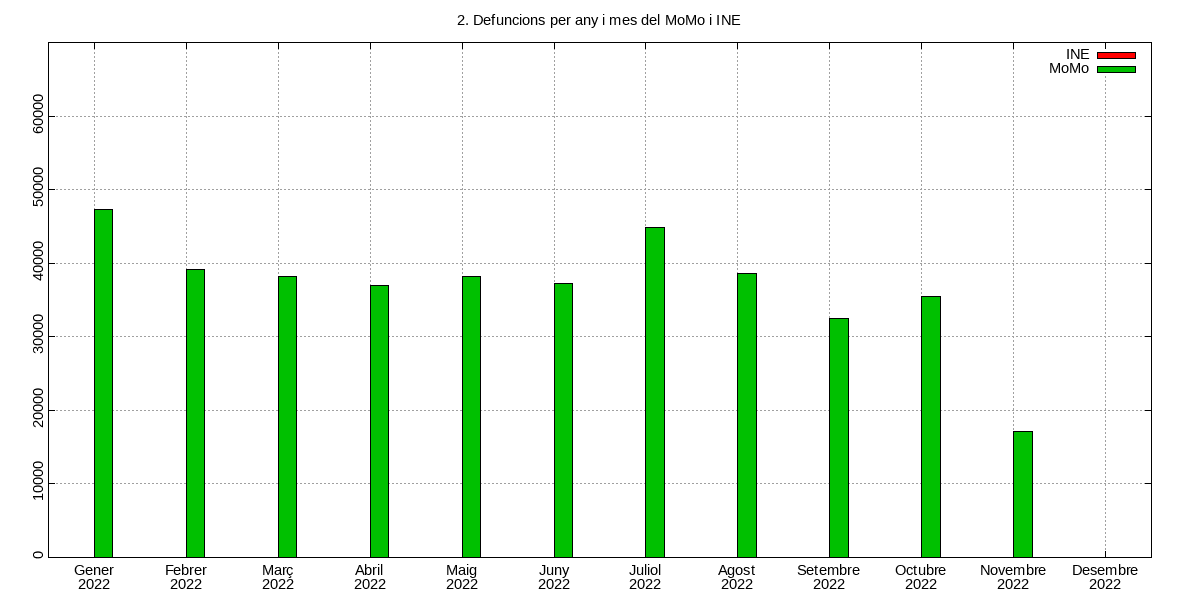 2. Defuncions per any i mes del MoMo i INE
INE
MoMo
60000
50000
40000
30000
20000
10000
0
Gener Febrer Març Abril Maig Juny Juliol Agost Setembre Octubre Novembre Desembre
2022 2022 2022 2022 2022 2022 2022 2022 2022 2022 2022 2022